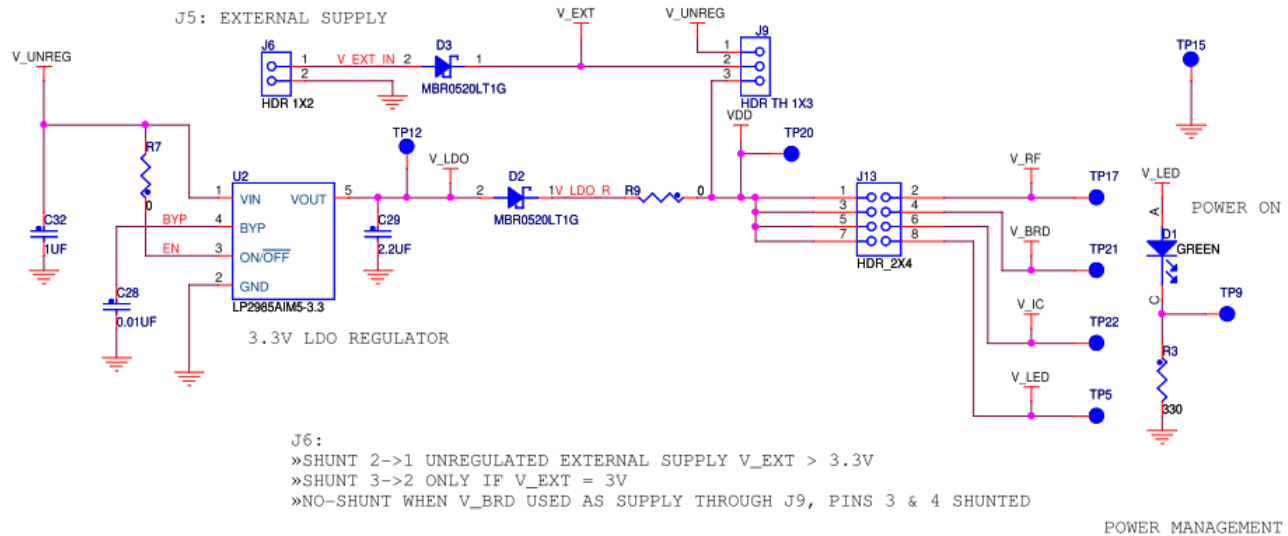 J5: EXTERNAL SUPPLY
V_EXT
V_UNREG
J6
V_EXT_IN
2
D3
1
MBR0520LT1G
1
2
HDR 1X2
J9
1
2
3
HDR TH 1X3
TP15
V_UNREG
R7
0
C32
1UF
BYP
EN
C28
0.01UF
U2
1
VIN
VOUT
5
4
BYP
3
ON/OFF
2
GND
LP2985AIM5-3.3
3.3V LDO REGULATOR
TP12
V_LDO
C29
2.2UF
2
D2
1
MBR0520LT1G
V_LDO_R
R9
0
VDD
TP20
J13
1
2
3
4
5
6
7
8
HDR_2X4
V_RF
TP17
V_BRD
TP21
V_IC
TP22
V_LED
TP5
V_LED
A
D1
GREEN
C
POWER ON
TP9
R3
330
J6:
»SHUNT 2->1 UNREGULATED EXTERNAL SUPPLY V_EXT > 3.3V
»SHUNT 3->2 ONLY IF V_EXT = 3V
»NO-SHUNT WHEN V_BRD USED AS SUPPLY THROUGH J9, PINS 3 & 4 SHUNTED
POWER MANAGEMENT